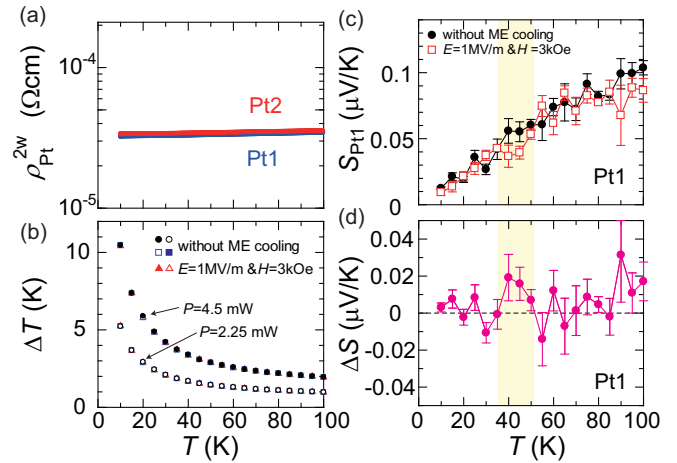 (a)
10⁻⁴
10⁻⁵
ρ_Pt^2w (Ωcm)
Pt2
Pt1
(b)
10
5
0
ΔT (K)
without ME cooling
E=1MV/m & H=3kOe
P=4.5 mW
P=2.25 mW
0 20 40 60 80 100
T (K)
(c)
without ME cooling
E=1MV/m & H=3kOe
0.1
0.05
0
S_Pt1 (μV/K)
Pt1
(d)
0.04
0.02
0
-0.02
-0.04
ΔS (μV/K)
Pt1
0 20 40 60 80 100
T (K)